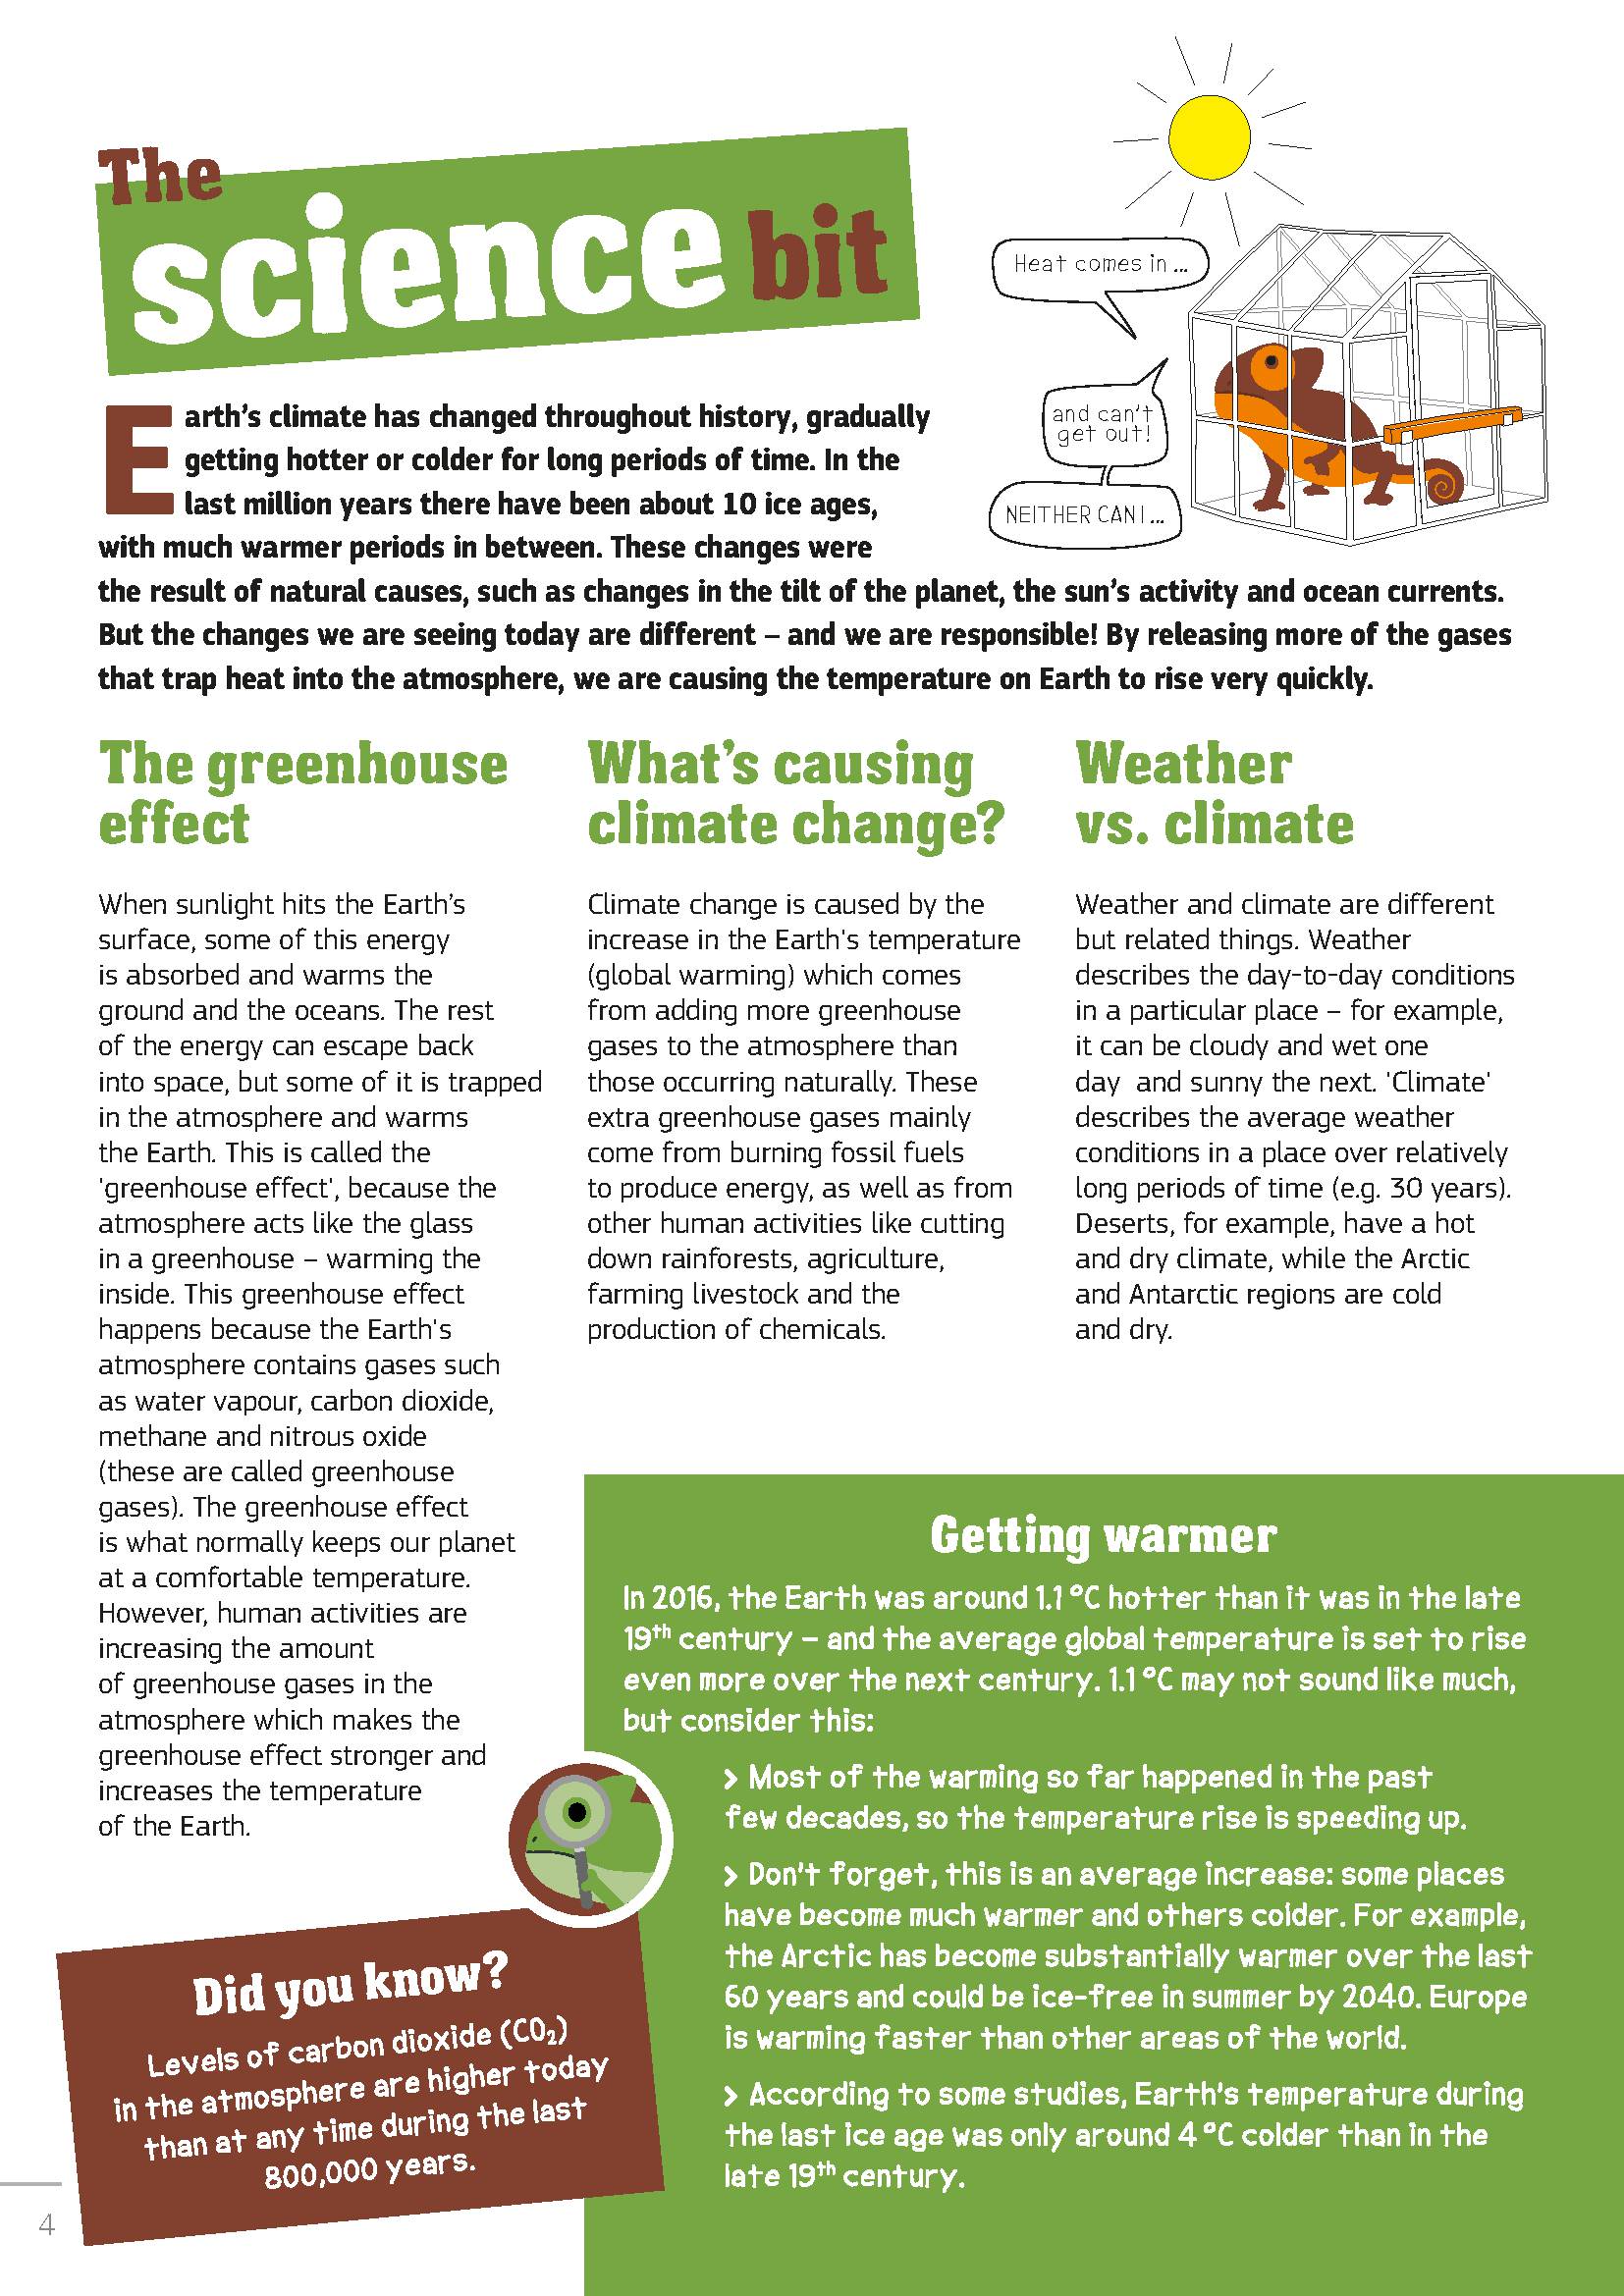 The
science bit
Heat comes in ...
and can't
get out!
NEITHER CAN I ...
Earth's climate has changed throughout history, gradually
getting hotter or colder for long periods of time. In the
last million years there have been about 10 ice ages,
with much warmer periods in between. These changes were
the result of natural causes, such as changes in the tilt of the planet, the sun's activity and ocean currents.
But the changes we are seeing today are different – and we are responsible! By releasing more of the gases
that trap heat into the atmosphere, we are causing the temperature on Earth to rise very quickly.
The greenhouse
effect
When sunlight hits the Earth's
surface, some of this energy
is absorbed and warms the
ground and the oceans. The rest
of the energy can escape back
into space, but some of it is trapped
in the atmosphere and warms
the Earth. This is called the
'greenhouse effect', because the
atmosphere acts like the glass
in a greenhouse – warming the
inside. This greenhouse effect
happens because the Earth's
atmosphere contains gases such
as water vapour, carbon dioxide,
methane and nitrous oxide
(these are called greenhouse
gases). The greenhouse effect
is what normally keeps our planet
at a comfortable temperature.
However, human activities are
increasing the amount
of greenhouse gases in the
atmosphere which makes the
greenhouse effect stronger and
increases the temperature
of the Earth.
What's causing
climate change?
Climate change is caused by the
increase in the Earth's temperature
(global warming) which comes
from adding more greenhouse
gases to the atmosphere than
those occurring naturally. These
extra greenhouse gases mainly
come from burning fossil fuels
to produce energy, as well as from
other human activities like cutting
down rainforests, agriculture,
farming livestock and the
production of chemicals.
Weather
vs. climate
Weather and climate are different
but related things. Weather
describes the day-to-day conditions
in a particular place – for example,
it can be cloudy and wet one
day and sunny the next. 'Climate'
describes the average weather
conditions in a place over relatively
long periods of time (e.g. 30 years).
Deserts, for example, have a hot
and dry climate, while the Arctic
and Antarctic regions are cold
and dry.
Getting warmer
In 2016, the Earth was around 1.1 °C hotter than it was in the late
19th century – and the average global temperature is set to rise
even more over the next century. 1.1 °C may not sound like much,
but consider this:
> Most of the warming so far happened in the past
few decades, so the temperature rise is speeding up.
> Don't forget, this is an average increase: some places
have become much warmer and others colder. For example,
the Arctic has become substantially warmer over the last
60 years and could be ice-free in summer by 2040. Europe
is warming faster than other areas of the world.
> According to some studies, Earth's temperature during
the last ice age was only around 4 °C colder than in the
late 19th century.
Did you know?
Levels of carbon dioxide (CO₂)
in the atmosphere are higher today
than at any time during the last
800,000 years.
4